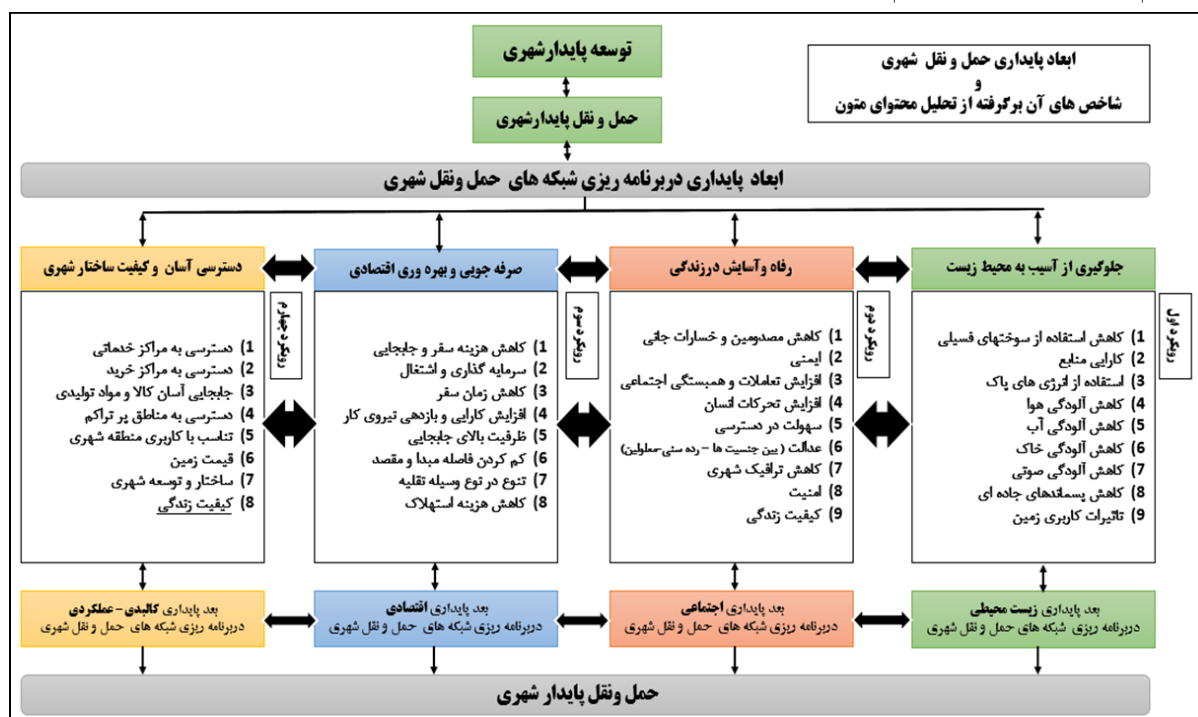 ابعاد پایداری حمل و نقل شهری
و
شاخص های آن برگرفته از تحلیل محتوای متون
توسعه پایدارشهری
حمل و نقل پایدارشهری
ابعاد پایداری دربرنامه ریزی شبکه های حمل ونقل شهری
جلوگیری از آسیب به محیط زیست
رویکرد اول
1) کاهش استفاده از سوختهای فسیلی
2) کارایی منابع
3) استفاده از انرژی های پاک
4) کاهش آلودگی هوا
5) کاهش آلودگی آب
6) کاهش آلودگی خاک
7) کاهش آلودگی صوتی
8) کاهش پسماندهای جاده ای
9) تاثیرات کاربری زمین
بعد پایداری زیست محیطی
دربرنامه ریزی شبکه های حمل و نقل شهری
رفاه وآسایش درزندگی
رویکرد دوم
1) کاهش مصدومین و خسارات جانی
2) ایمنی
3) افزایش تعاملات و همبستگی اجتماعی
4) افزایش تحرکات انسان
5) سهولت در دسترسی
6) عدالت (بین جنسیت ها – رده سنی-معلولین)
7) کاهش ترافیک شهری
8) امنیت
9) کیفیت زندگی
بعد پایداری اجتماعی
دربرنامه ریزی شبکه های حمل و نقل شهری
صرفه جویی و بهره وری اقتصادی
رویکرد سوم
1) کاهش هزینه سفر و جابجایی
2) سرمایه گذاری و اشتغال
3) کاهش زمان سفر
4) افزایش کارایی و بازدهی نیروی کار
5) ظرفیت بالای جابجایی
6) کم کردن فاصله مبدا و مقصد
7) تنوع در نوع وسیله نقلیه
8) کاهش هزینه استهلاک
بعد پایداری اقتصادی
دربرنامه ریزی شبکه های حمل و نقل شهری
دسترسی آسان و کیفیت ساختار شهری
رویکرد چهارم
1) دسترسی به مراکز خدماتی
2) دسترسی به مراکز خرید
3) جابجایی آسان کالا و مواد تولیدی
4) دسترسی به مناطق پر تراکم
5) تناسب با کاربری منطقه شهری
6) قیمت زمین
7) ساختار و توسعه شهری
8) کیفیت زندگی
بعد پایداری کالبدی-عملکردی
دربرنامه ریزی شبکه های حمل و نقل شهری
حمل ونقل پایدار شهری